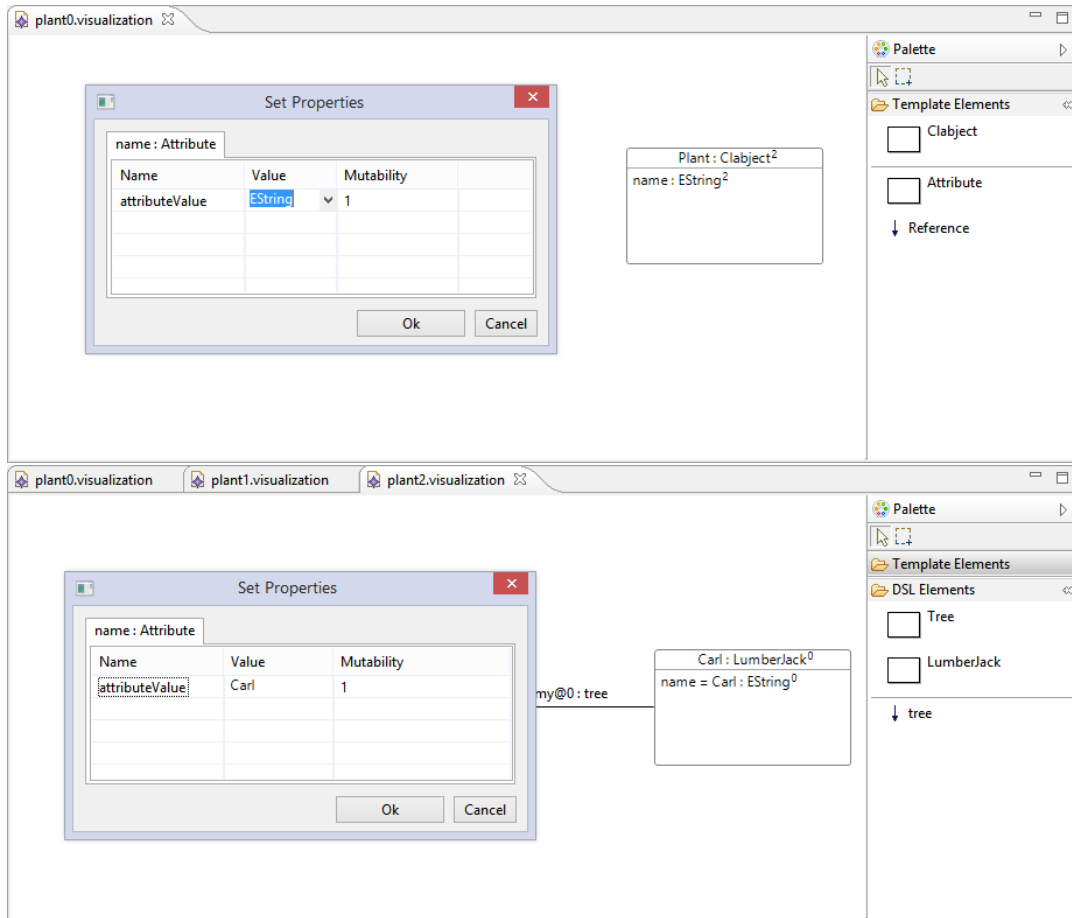 plant0.visualization
Palette
Set Properties
Template Elements
name : Attribute
Clabject
Plant : Clabject2
Name Value Mutability
name : EString2
attributeValue EString 1
Attribute
Reference
Ok Cancel
plant0.visualization plant1.visualization plant2.visualization
Palette
Template Elements
Set Properties
DSL Elements
Tree
name : Attribute
Name Value Mutability
Carl : LumberJack0
LumberJack
attributeValue Carl 1
name = Carl : EString0
my@0 : tree
tree
Ok Cancel